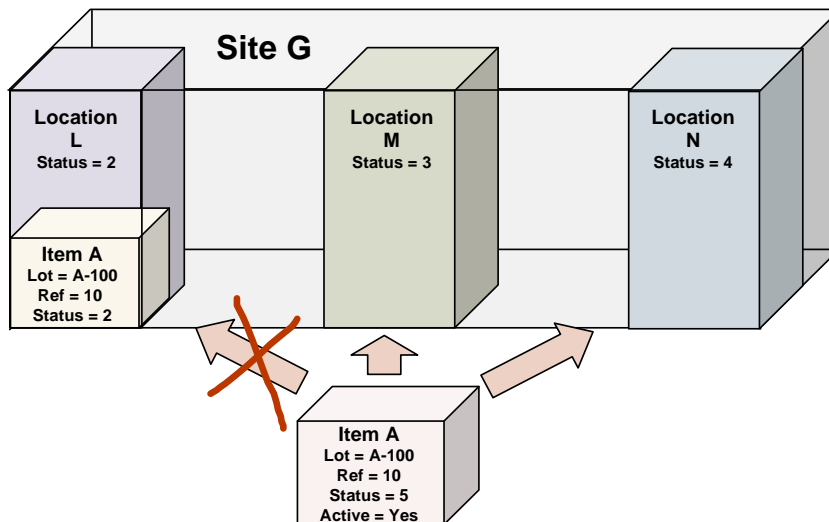 Site G
Location
L
Status = 2
Location
M
Status = 3
Location
N
Status = 4
Item A
Lot = A-100
Ref = 10
Status = 2
Item A
Lot = A-100
Ref = 10
Status = 5
Active = Yes